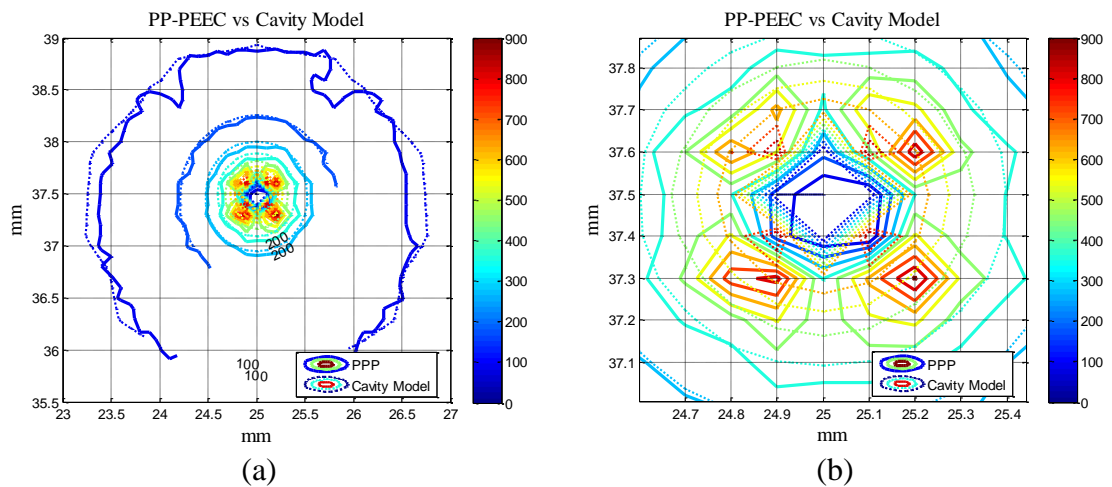 PP-PEEC vs Cavity Model
39
38.5
38
37.5
37
36.5
36
35.5
23 23.5 24 24.5 25 25.5 26 26.5 27
mm
mm
200
200
100
100
PPP
Cavity Model
900
800
700
600
500
400
300
200
100
0
(a)
PP-PEEC vs Cavity Model
37.8
37.7
37.6
37.5
37.4
37.3
37.2
37.1
24.7 24.8 24.9 25 25.1 25.2 25.3 25.4
mm
mm
PPP
Cavity Model
900
800
700
600
500
400
300
200
100
0
(b)